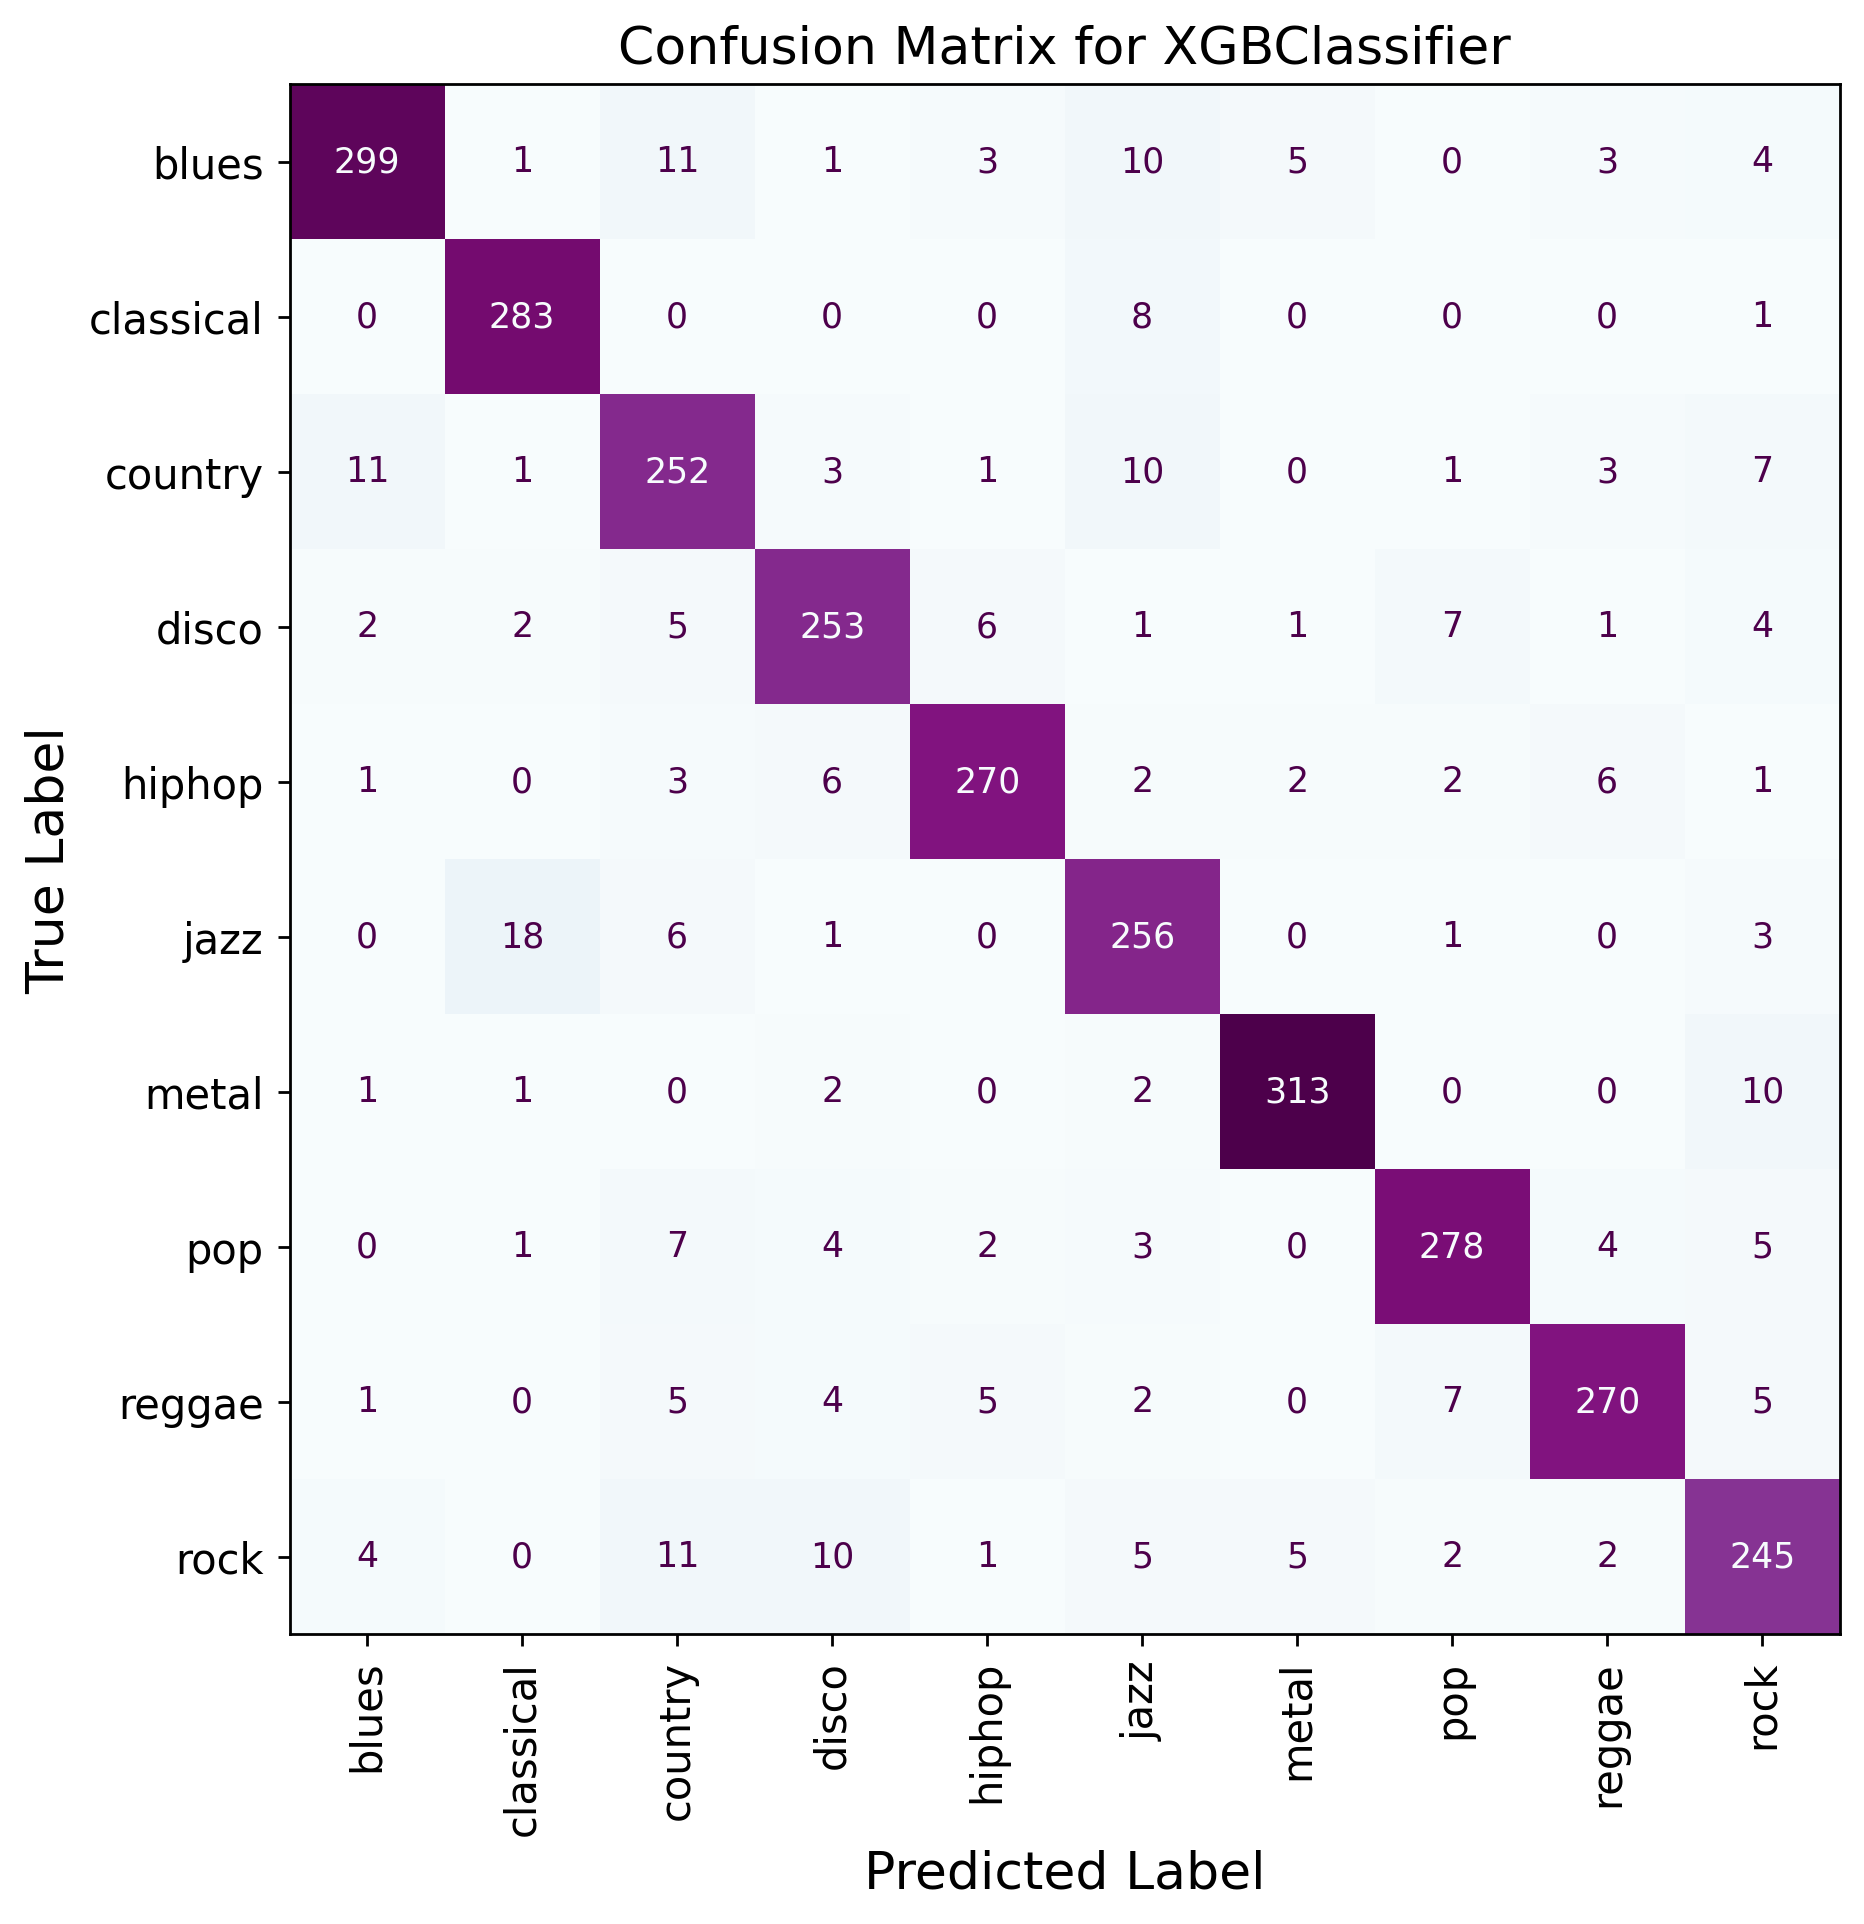 Confusion Matrix for XGBClassifier
blues 299 1 11 1 3 10 5 0 3 4
classical 0 283 0 0 0 8 0 0 0 1
country 11 1 252 3 1 10 0 1 3 7
disco 2 2 5 253 6 1 1 7 1 4
hiphop 1 0 3 6 270 2 2 2 6 1
jazz 0 18 6 1 0 256 0 1 0 3
metal 1 1 0 2 0 2 313 0 0 10
pop 0 1 7 4 2 3 0 278 4 5
reggae 1 0 5 4 5 2 0 7 270 5
rock 4 0 11 10 1 5 5 2 2 245
True Label
blues classical country disco hiphop jazz metal pop reggae rock
Predicted Label